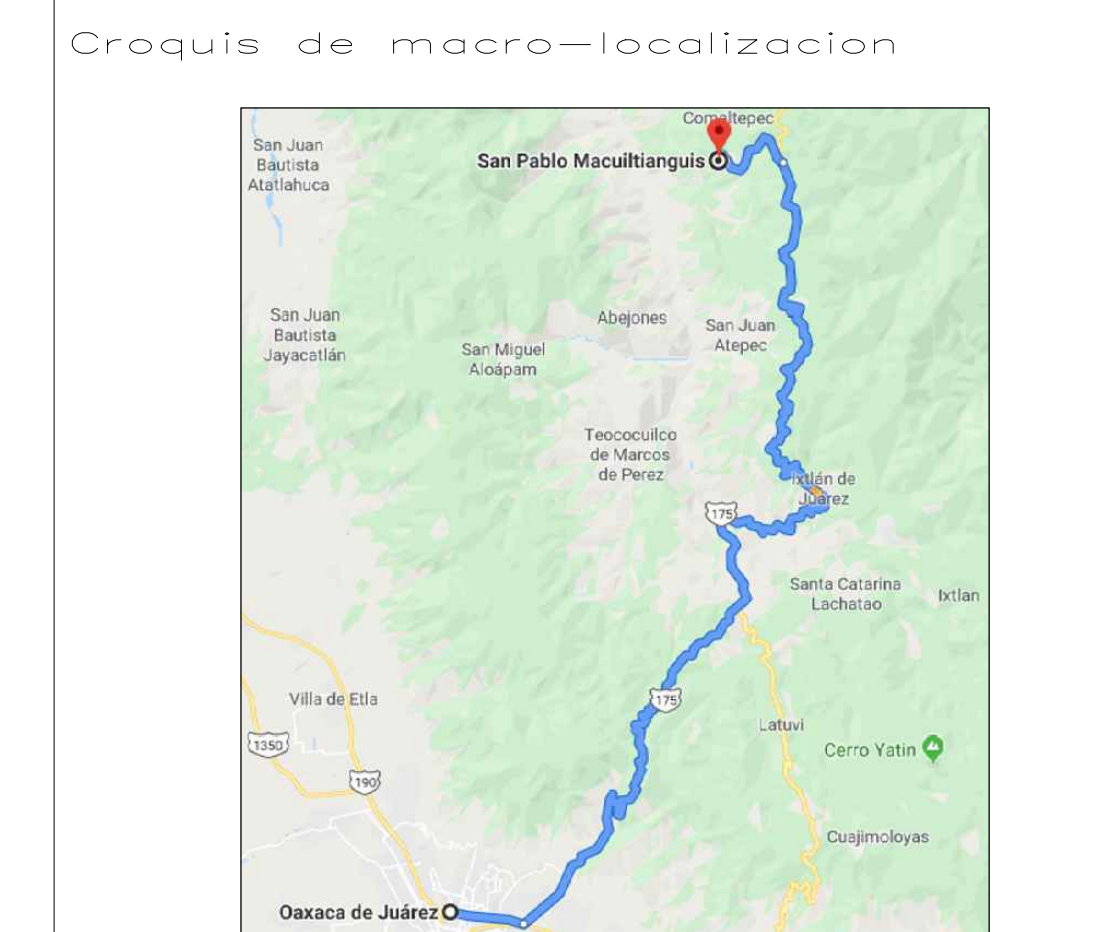 Croquis de macro-localizacion
Comaltepec
San Juan
Bautista
Atatlahuca
San Pablo Macuiltianguis
San Juan
Bautista
Jayacatlán
Abejones
San Juan
Atepec
San Miguel
Aloápam
Teococuilco
de Marcos
de Perez
Ixtlán de
Juárez
175
Santa Catarina
Lachatao
Ixtlan
Villa de Etla
175
Latuvi
1350
Cerro Yatin
190
Cuajimoloyas
Oaxaca de Juárez